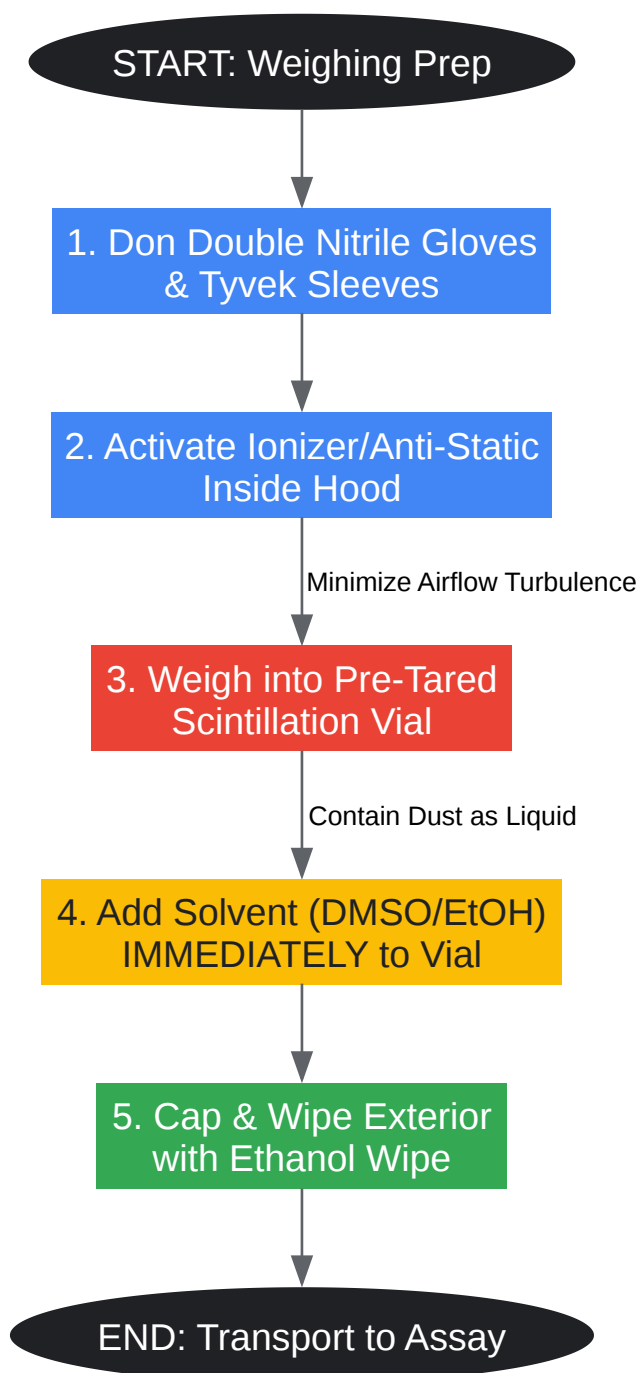 START: Weighing Prep
1. Don Double Nitrile Gloves
& Tyvek Sleeves
2. Activate Ionizer/Anti-Static
Inside Hood
Minimize Airflow Turbulence
3. Weigh into Pre-Tared
Scintillation Vial
Contain Dust as Liquid
4. Add Solvent (DMSO/EtOH)
IMMEDIATELY to Vial
5. Cap & Wipe Exterior
with Ethanol Wipe
END: Transport to Assay